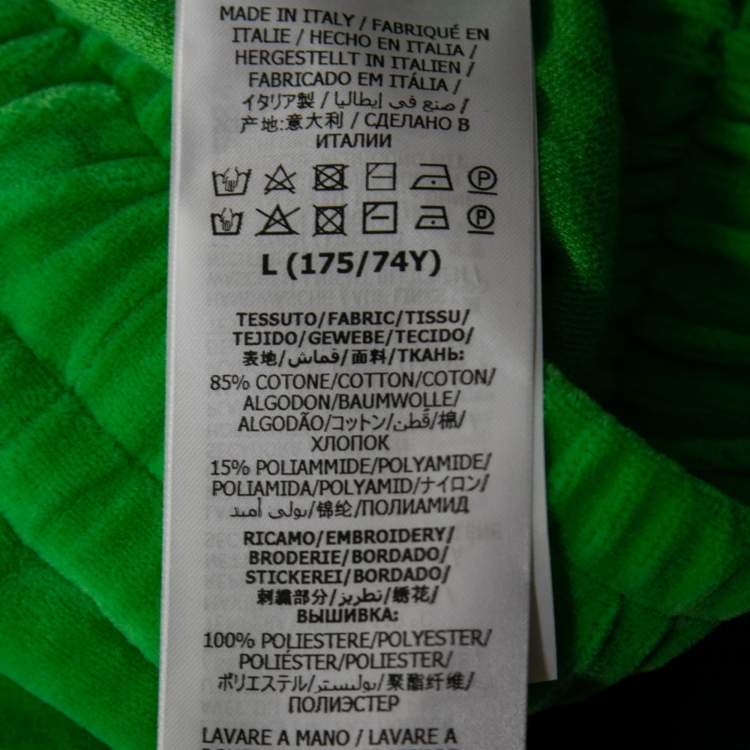 MADE IN ITALY / FABRIQUÉ EN
ITALIE / HECHO EN ITALIA /
HERGESTELLT IN ITALIEN /
FABRICADO EM ITÁLIA /
イタリア製 / صنع في إيطاليا /
产地:意大利 / СДЕЛАНО В
ИТАЛИИ
P
P
L (175/74Y)
TESSUTO/FABRIC/TISSU/
TEJIDO/GEWEBE/TECIDO/
表地/قماش/面料/ТКАНЬ:
85% COTONE/COTTON/COTON/
ALGODON/BAUMWOLLE/
ALGODÃO/コットン/قطن/棉/
ХЛОПОК
15% POLIAMMIDE/POLYAMIDE/
POLIAMIDA/POLYAMID/ナイロン/
بولي أميد/锦纶/ПОЛИАМИД
RICAMO/EMBROIDERY/
BRODERIE/BORDADO/
STICKEREI/BORDADO/
刺繍部分/تطريز/绣花/
ВЫШИВКА:
100% POLIESTERE/POLYESTER/
POLIÉSTER/POLIESTER/
ポリエステル/بوليستر/聚酯纤维/
ПОЛИЭСТЕР
LAVARE A MANO / LAVARE A